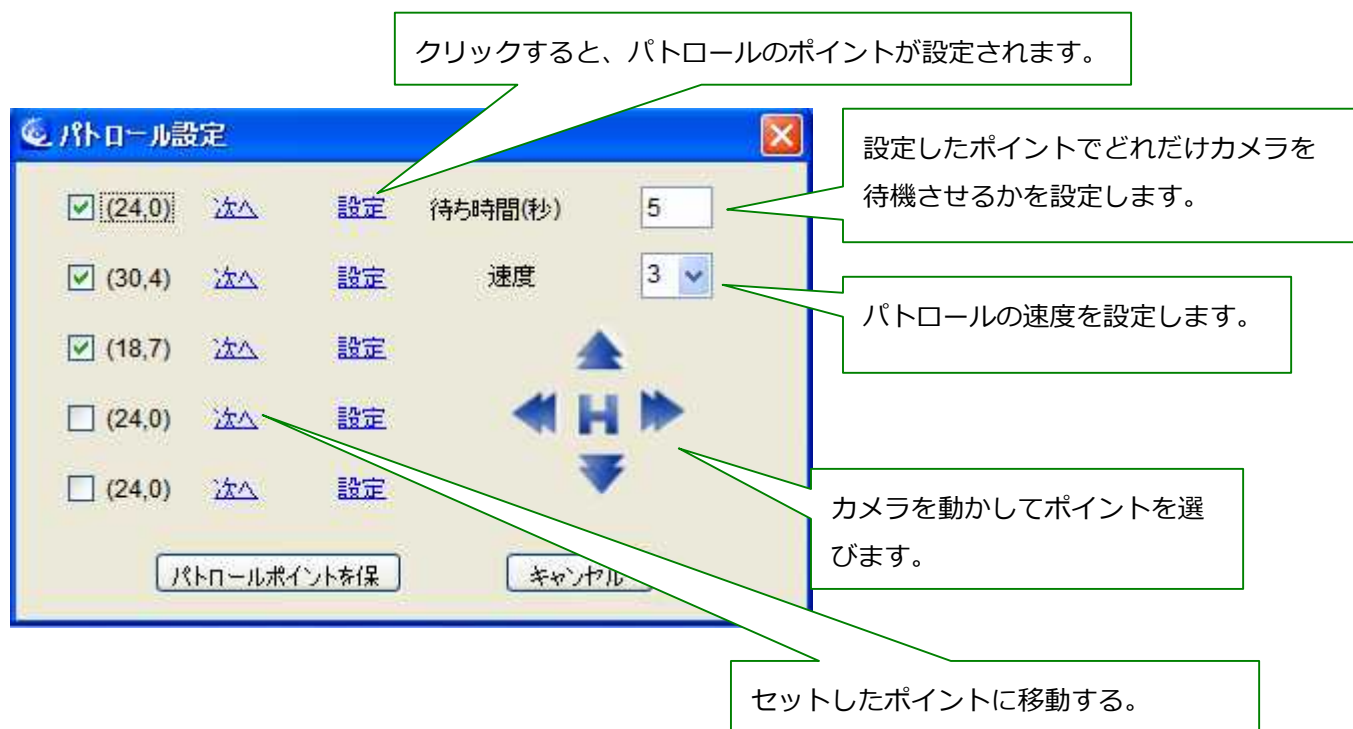 クリックすると、パトロールのポイントが設定されます。
パトロール設定
(24,0) 次へ 設定 待ち時間(秒) 5
(30,4) 次へ 設定 速度 3
(18,7) 次へ 設定
(24,0) 次へ 設定
H
(24,0) 次へ 設定
パトロールポイントを保
キャンセル
設定したポイントでどれだけカメラを
待機させるかを設定します。
パトロールの速度を設定します。
カメラを動かしてポイントを選
びます。
セットしたポイントに移動する。